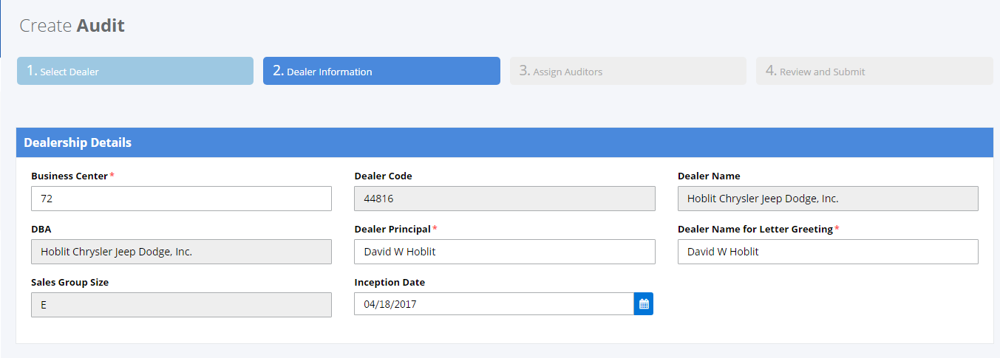 Create Audit
1. Select Dealer
2. Dealer Information
3. Assign Auditors
4. Review and Submit
Dealership Details
Business Center *
Dealer Code
Dealer Name
72
44816
Hoblit Chrysler Jeep Dodge, Inc.
DBA
Dealer Principal *
Dealer Name for Letter Greeting *
Hoblit Chrysler Jeep Dodge, Inc.
David W Hoblit
David W Hoblit
Sales Group Size
Inception Date
E
04/18/2017